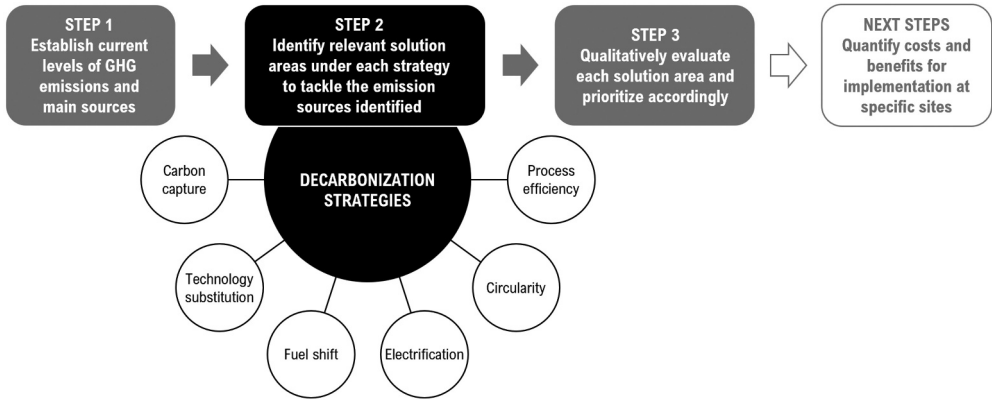 STEP 1
Establish current
levels of GHG
emissions and
main sources
STEP 2
Identify relevant solution
areas under each strategy
to tackle the emission
sources identified
STEP 3
Qualitatively evaluate
each solution area and
prioritize accordingly
NEXT STEPS
Quantify costs and
benefits for
implementation at
specific sites
DECARBONIZATION
STRATEGIES
Carbon
capture
Technology
substitution
Fuel shift
Electrification
Circularity
Process
efficiency